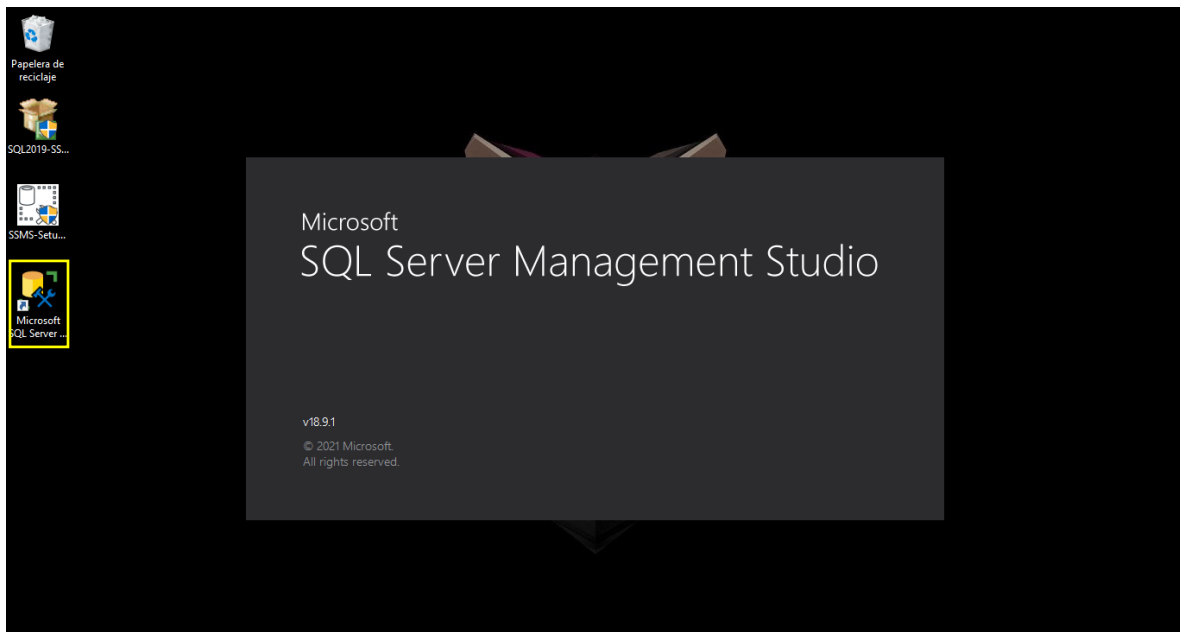 Papelera de
reciclaje
SQL2019-SS...
SSMS-Setu...
Microsoft
SQL Server ...
Microsoft
SQL Server Management Studio
v18.9.1
© 2021 Microsoft.
All rights reserved.